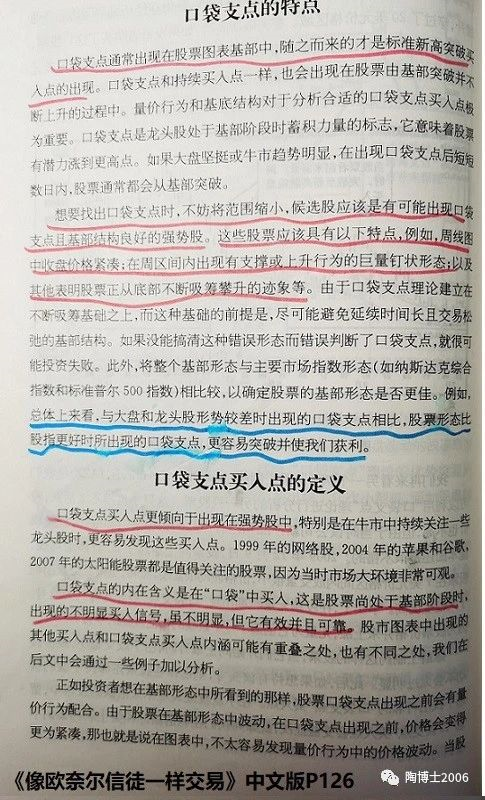 口袋支点的特点
口袋支点通常出现在股票图表基部中，随之而来的才是标准新高突破买
入点的出现。口袋支点和持续买入点一样，也会出现在股票由基部突破并不
断上升的过程中。量价行为和基底结构对于分析合适的口袋支点买入点极
为重要。口袋支点是龙头股处于基部阶段时蓄积力量的标志，它意味着股票
有潜力涨到更高点。如果大盘坚挺或牛市趋势明显，在出现口袋支点后短短
数日内，股票通常都会从基部突破。
想要找出口袋支点时，不妨将范围缩小，候选股应该是有可能出现口袋
支点且基部结构良好的强势股。这些股票应该具有以下特点，例如，周线图
中收盘价格紧凑；在周区间内出现有支撑或上升行为的巨量钉状形态；以及
其他表明股票正从底部不断吸筹攀升的迹象等。由于口袋支点理论建立在
不断吸筹基础之上，而这种基础的前提是，尽可能避免延续时间长且交易松
弛的基部结构。如果没能搞清这种错误形态而错误判断了口袋支点，就很可
能投资失败。此外，将整个基部形态与主要市场指数形态（如纳斯达克综合
指数和标准普尔500指数）相比较，以确定股票的基部形态是否更佳。例如，
总体上来看，与大盘和龙头股形势较差时出现的口袋支点相比，股票形态比
股指更好时所出现的口袋支点，更容易突破并使我们获利。
口袋支点买入点的定义
口袋支点买入点更倾向于出现在强势股中，特别是在牛市中持续关注一些
龙头股时，更容易发现这些买入点。1999年的网络股，2004年的苹果和谷歌，
2007年的太阳能股票都是值得关注的股票，因为当时市场大环境非常可观。
口袋支点的内在含义是在“口袋”中买入，这是股票尚处于基部阶段时，
出现的不明显买入信号，虽不明显，但它有效并且可靠。股市图表中出现的
其他买入点和口袋支点买入点内涵可能有重叠之处，也有不同之处，我们在
后文中会通过一些例子加以分析。
正如投资者想在基部形态中所看到的那样，股票口袋支点出现之前会有量
价行为配合。由于股票在基部形态中波动，在口袋支点出现之前，价格会变得
更为紧凑，那也就是说在图表中，不太容易发现量价行为中的价格波动。当股
《像欧奈尔信徒一样交易》中文版P126
陶博士2006